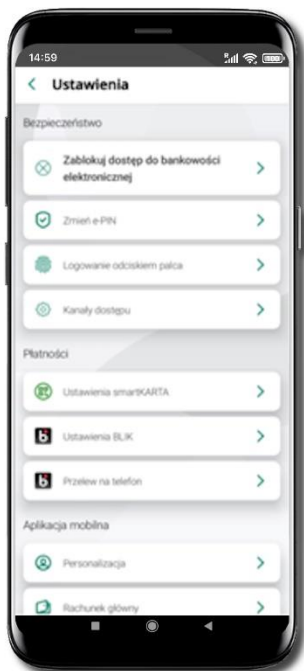 14:59
Ustawienia
Bezpieczeństwo
Zablokuj dostęp do bankowości
elektronicznej
Zmień e-PIN
Logowanie odciskiem palca
Kanały dostępu
Płatności
Ustawienia smartKARTA
Ustawienia BLIK
Przelew na telefon
Aplikacja mobilna
Personalizacja
Rachunek główny